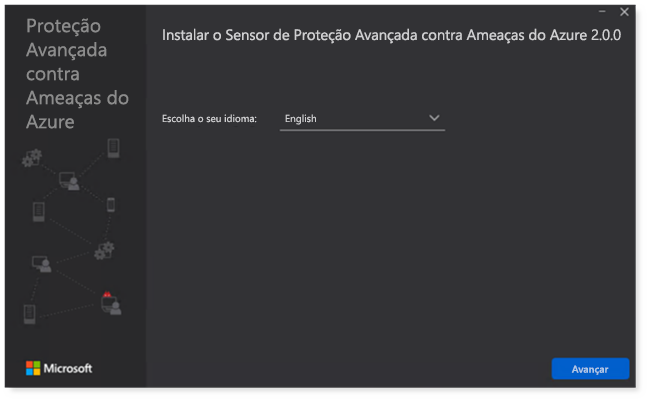 Proteção
Avançada
contra
Ameaças do
Azure
Instalar o Sensor de Proteção Avançada contra Ameaças do Azure 2.0.0
Escolha o seu idioma: English
Microsoft
Avançar